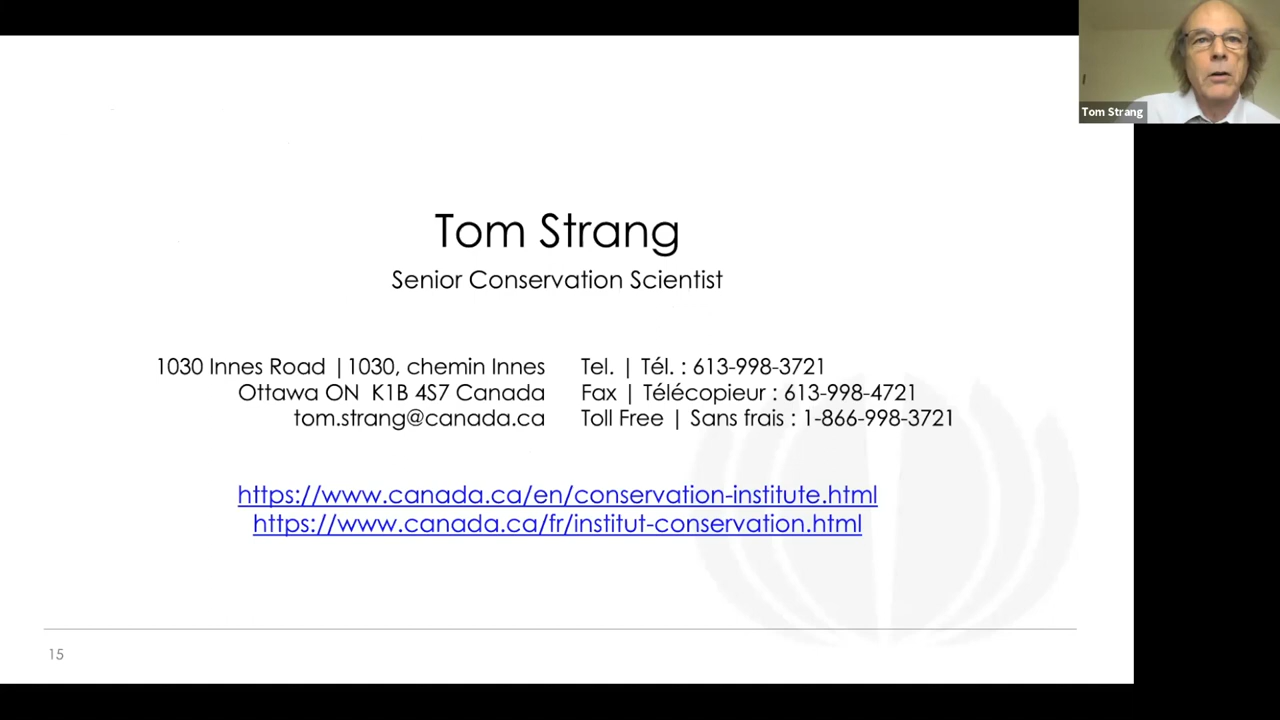 Tom Strang
Tom Strang
Senior Conservation Scientist
1030 Innes Road |1030, chemin Innes
Ottawa ON K1B 4S7 Canada
tom.strang@canada.ca
Tel. | Tél. : 613-998-3721
Fax | Télécopieur : 613-998-4721
Toll Free | Sans frais : 1-866-998-3721
https://www.canada.ca/en/conservation-institute.html
https://www.canada.ca/fr/institut-conservation.html
15